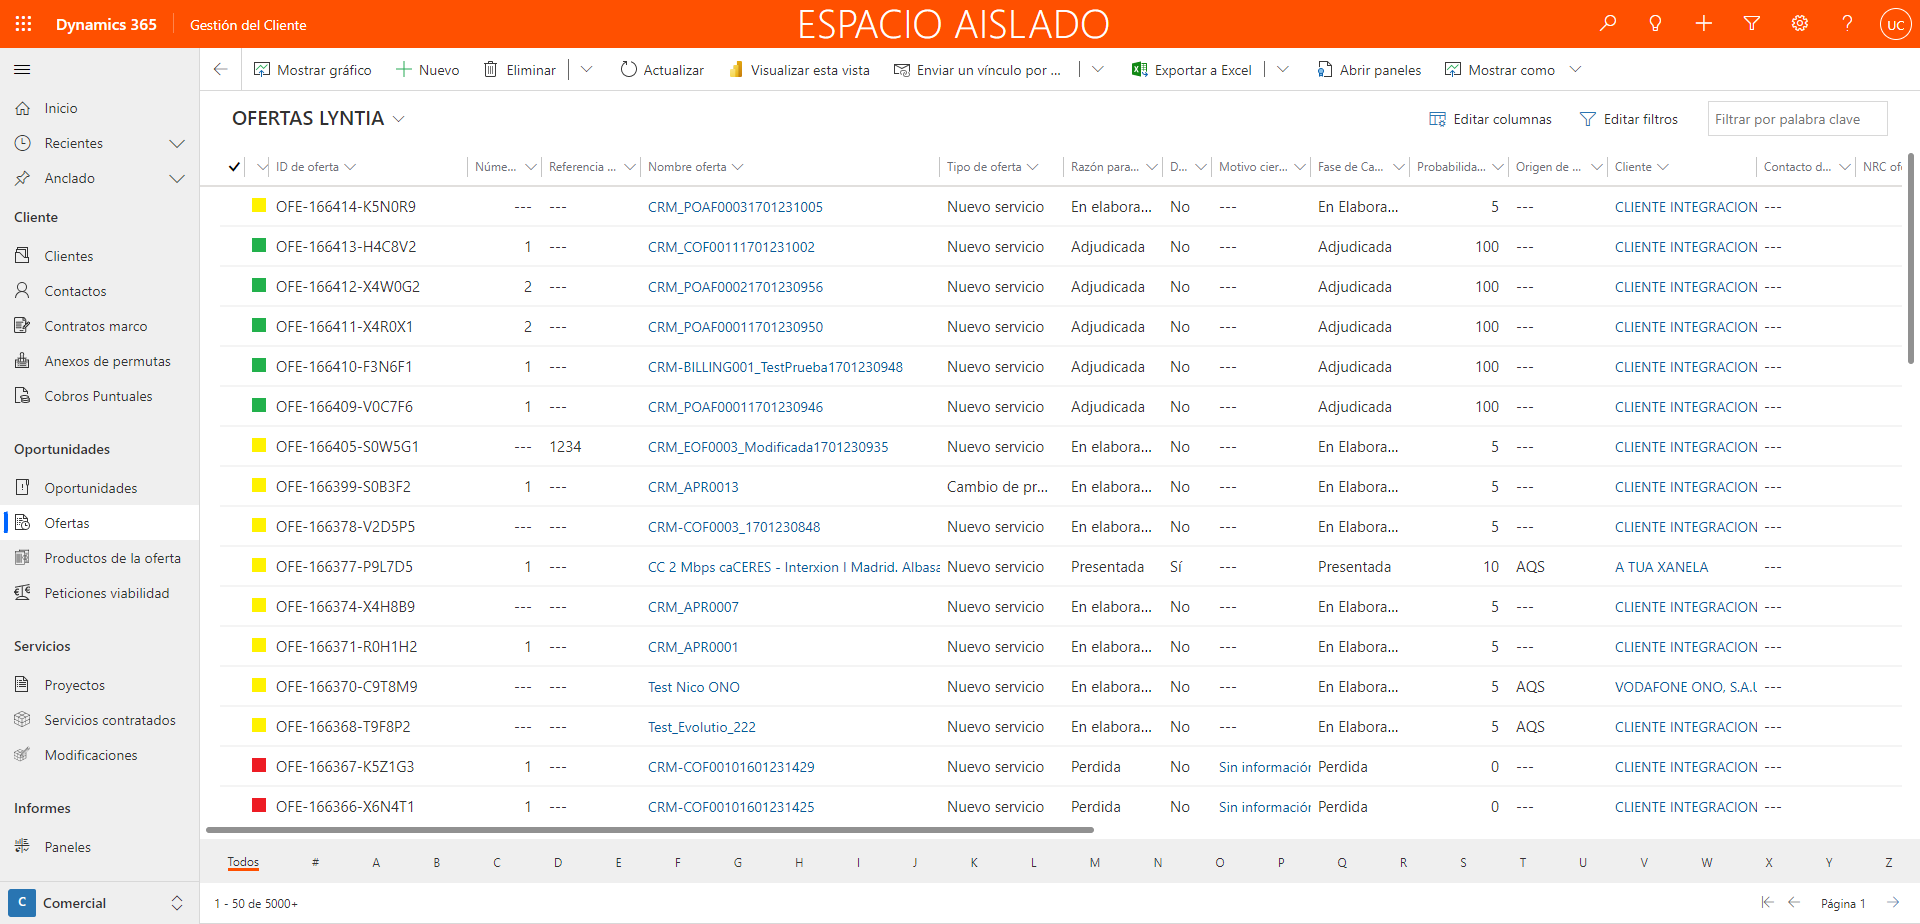 Dynamics 365
Gestión del Cliente
ESPACIO AISLADO
UC
Mostrar gráfico
Nuevo
Eliminar
Actualizar
Visualizar esta vista
Enviar un vínculo por ...
Exportar a Excel
Abrir paneles
Mostrar como
Inicio
Recientes
Anclado
Cliente
Clientes
Contactos
Contratos marco
Anexos de permutas
Cobros Puntuales
Oportunidades
Oportunidades
Ofertas
Productos de la oferta
Peticiones viabilidad
Servicios
Proyectos
Servicios contratados
Modificaciones
Informes
Paneles
C Comercial
OFERTAS LYNTIA
Editar columnas
Editar filtros
Filtrar por palabra clave
ID de oferta Núme... Referencia ... Nombre oferta Tipo de oferta Razón para... D... Motivo cier... Fase de Ca... Probabilida... Origen de ... Cliente Contacto d... NRC of
OFE-166414-K5N0R9 --- --- CRM_POAF00031701231005 Nuevo servicio En elabora... No --- En Elabora... 5 --- CLIENTE INTEGRACION ---
OFE-166413-H4C8V2 1 --- CRM_COF00111701231002 Nuevo servicio Adjudicada No --- Adjudicada 100 --- CLIENTE INTEGRACION ---
OFE-166412-X4W0G2 2 --- CRM_POAF00021701230956 Nuevo servicio Adjudicada No --- Adjudicada 100 --- CLIENTE INTEGRACION ---
OFE-166411-X4R0X1 2 --- CRM_POAF00011701230950 Nuevo servicio Adjudicada No --- Adjudicada 100 --- CLIENTE INTEGRACION ---
OFE-166410-F3N6F1 1 --- CRM-BILLING001_TestPrueba1701230948 Nuevo servicio Adjudicada No --- Adjudicada 100 --- CLIENTE INTEGRACION ---
OFE-166409-V0C7F6 1 --- CRM_POAF00011701230946 Nuevo servicio Adjudicada No --- Adjudicada 100 --- CLIENTE INTEGRACION ---
OFE-166405-S0W5G1 --- 1234 CRM_EOF0003_Modificada1701230935 Nuevo servicio En elabora... No --- En Elabora... 5 --- CLIENTE INTEGRACION ---
OFE-166399-S0B3F2 1 --- CRM_APR0013 Cambio de pr... En elabora... No --- En Elabora... 5 --- CLIENTE INTEGRACION ---
OFE-166378-V2D5P5 --- --- CRM-COF0003_1701230848 Nuevo servicio En elabora... No --- En Elabora... 5 --- CLIENTE INTEGRACION ---
OFE-166377-P9L7D5 1 --- CC 2 Mbps caCERES - Interxion I Madrid. Albasa Nuevo servicio Presentada Sí --- Presentada 10 AQS A TUA XANELA ---
OFE-166374-X4H8B9 --- --- CRM_APR0007 Nuevo servicio En elabora... No --- En Elabora... 5 --- CLIENTE INTEGRACION ---
OFE-166371-R0H1H2 1 --- CRM_APR0001 Nuevo servicio En elabora... No --- En Elabora... 5 --- CLIENTE INTEGRACION ---
OFE-166370-C9T8M9 --- --- Test Nico ONO Nuevo servicio En elabora... No --- En Elabora... 5 AQS VODAFONE ONO, S.A.U ---
OFE-166368-T9F8P2 --- --- Test_Evolutio_222 Nuevo servicio En elabora... No --- En Elabora... 5 AQS CLIENTE INTEGRACION ---
OFE-166367-K5Z1G3 1 --- CRM-COF00101601231429 Nuevo servicio Perdida No Sin información Perdida 0 --- CLIENTE INTEGRACION ---
OFE-166366-X6N4T1 1 --- CRM-COF00101601231425 Nuevo servicio Perdida No Sin información Perdida 0 --- CLIENTE INTEGRACION ---
Todos # A B C D E F G H I J K L M N O P Q R S T U V W X Y Z
1 - 50 de 5000+
Página 1